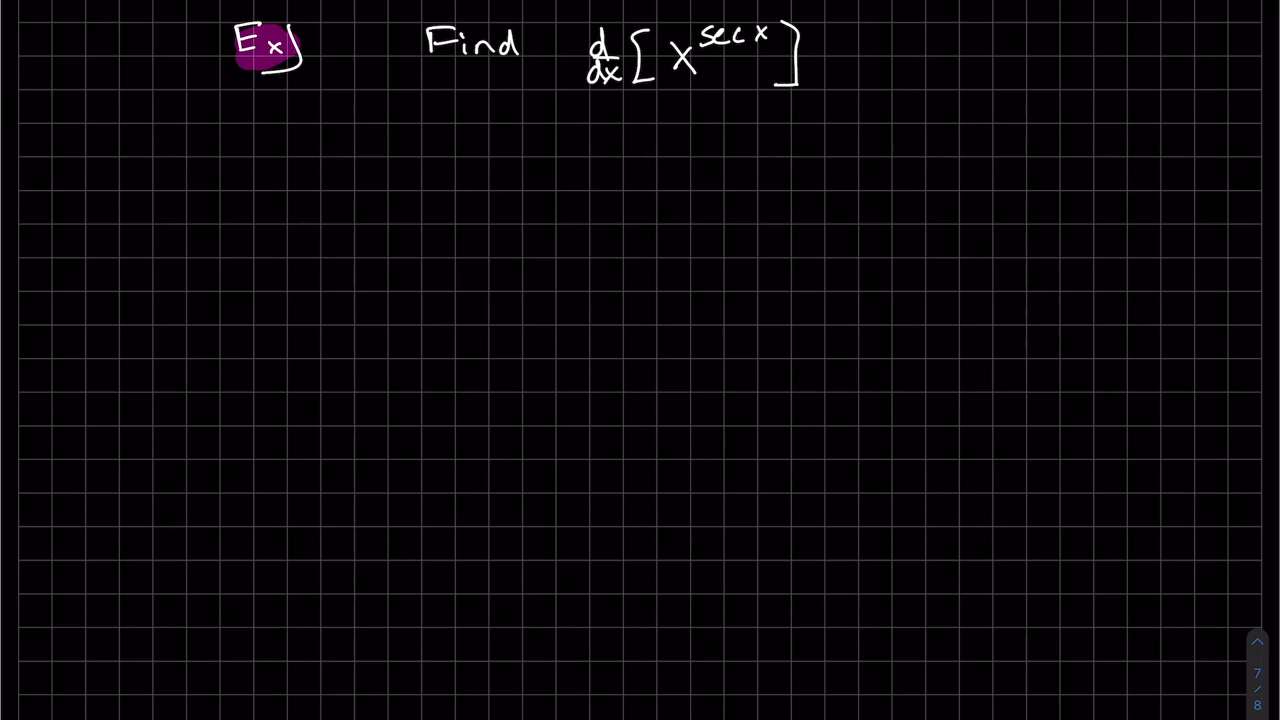 Ex) Find d/dx [x^sec x]
7 / 8